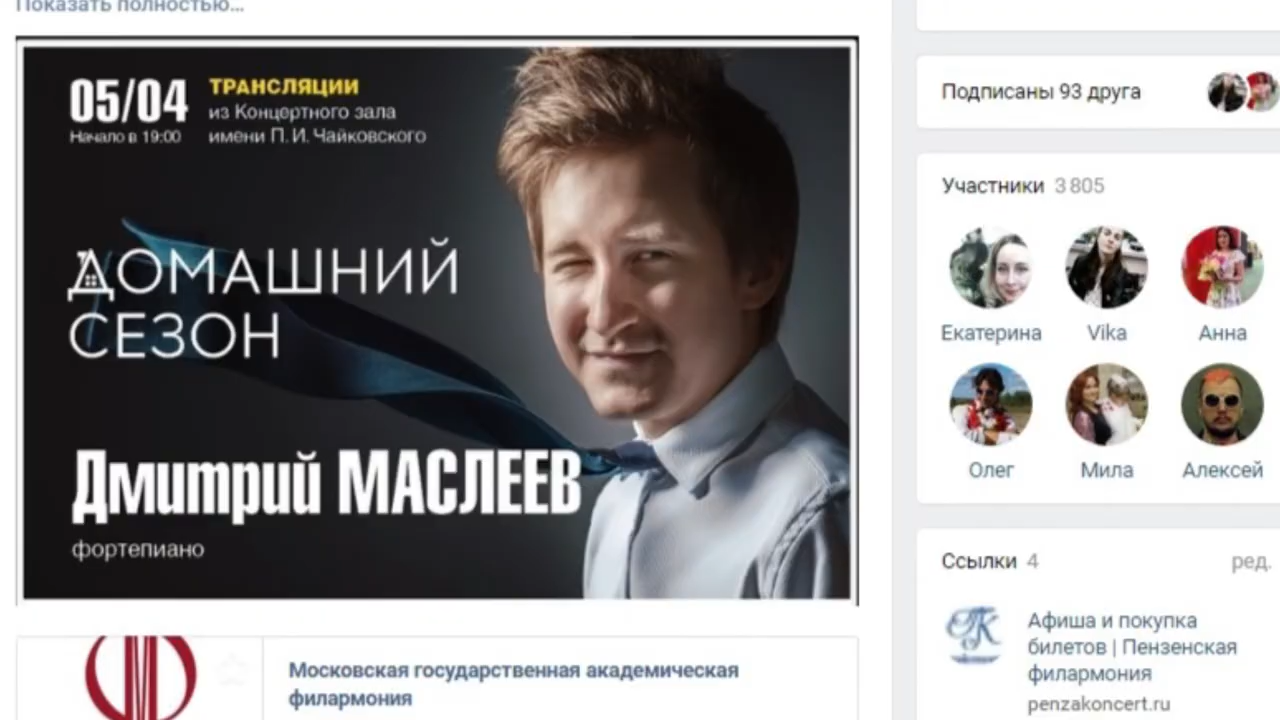 Показать полностью...
05/04
Начало в 19:00
ТРАНСЛЯЦИИ
из Концертного зала
имени П. И. Чайковского
ДОМАШНИЙ
СЕЗОН
Дмитрий МАСЛЕЕВ
фортепиано
Московская государственная академическая
филармония
Подписаны 93 друга
Участники 3 805
Екатерина Vika Анна
Олег Мила Алексей
Ссылки 4 ред.
Афиша и покупка
билетов | Пензенская
филармония
penzakoncert.ru